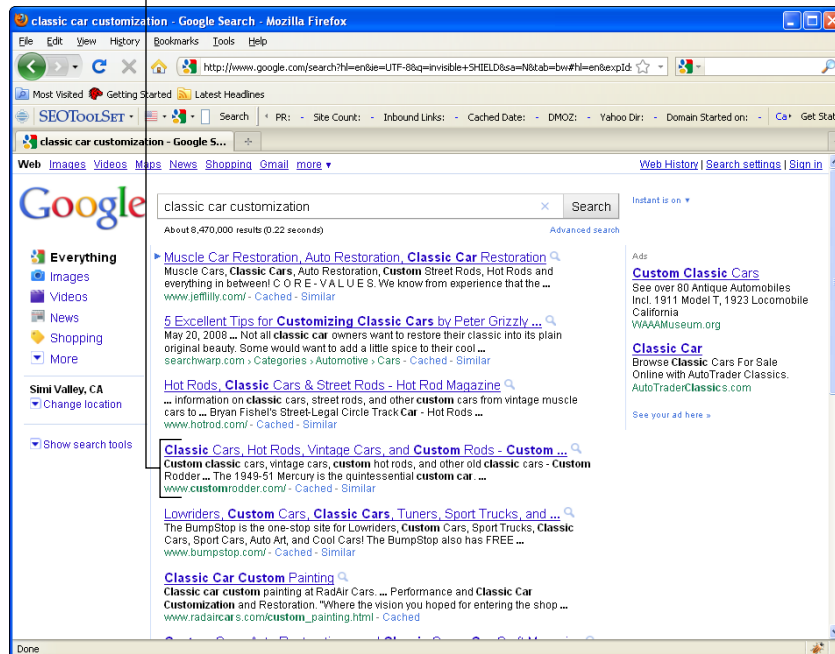 classic car customization - Google Search - Mozilla Firefox
File Edit View History Bookmarks Tools Help
http://www.google.com/search?hl=en&ie=UTF-8&q=invisible+SHIELD&sa=N&tab=bw#hl=en&expId:
Most Visited Getting Started Latest Headlines
SEOToolSet Search PR: - Site Count: - Inbound Links: - Cached Date: - DMOZ: - Yahoo Dir: - Domain Started on: - Ca Get Stat
classic car customization - Google S...
Web Images Videos Maps News Shopping Gmail more Web History | Search settings | Sign in
Google
classic car customization
Search
Instant is on
About 8,470,000 results (0.22 seconds)
Advanced search
Everything
Images
Videos
News
Shopping
More
Simi Valley, CA
Change location
Show search tools
Muscle Car Restoration, Auto Restoration, Classic Car Restoration
Muscle Cars, Classic Cars, Auto Restoration, Custom Street Rods, Hot Rods and
everything in between! C O R E - V A L U E S. We know from experience that the ...
www.jefflilly.com/ - Cached - Similar
5 Excellent Tips for Customizing Classic Cars by Peter Grizzly ...
May 20, 2008 ... Not all classic car owners want to restore their classic into its plain
original beauty. Some would want to add a little spice to their cool ...
searchwarp.com › Categories › Automotive › Cars - Cached - Similar
Hot Rods, Classic Cars & Street Rods - Hot Rod Magazine
... information on classic cars, street rods, and other custom cars from vintage muscle
cars to ... Bryan Fishel's Street-Legal Circle Track Car - Hot Rods ...
www.hotrod.com/ - Cached - Similar
Classic Cars, Hot Rods, Vintage Cars, and Custom Rods - Custom ...
Custom classic cars, vintage cars, custom hot rods, and other old classic cars - Custom
Rodder ... The 1949-51 Mercury is the quintessential custom car. ...
www.customrodder.com/ - Cached - Similar
Lowriders, Custom Cars, Classic Cars, Tuners, Sport Trucks, and ...
The BumpStop is the one-stop site for Lowriders, Custom Cars, Sport Trucks, Classic
Cars, Sport Cars, Auto Art, and Cool Cars! The BumpStop also has FREE ...
www.bumpstop.com/ - Cached - Similar
Classic Car Custom Painting
Classic car custom painting at RadAir Cars. ... Performance and Classic Car
Customization and Restoration. "Where the vision you hoped for entering the shop ...
www.radaircars.com/custom_painting.html - Cached
Ads
Custom Classic Cars
See over 80 Antique Automobiles
Incl. 1911 Model T, 1923 Locomobile
California
WAAAMuseum.org
Classic Car
Browse Classic Cars For Sale
Online with AutoTrader Classics.
AutoTraderClassics.com
See your ad here »
Done